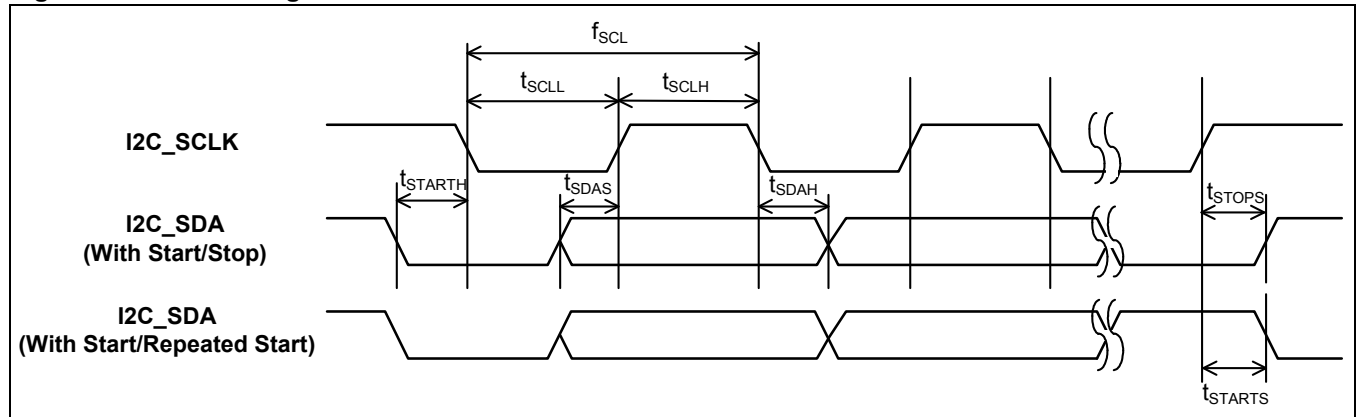 fSCL
tSCLL
tSCLH
I2C_SCLK
tSTARTH
tSDAS
tSDAH
tSTOPS
I2C_SDA
(With Start/Stop)
I2C_SDA
(With Start/Repeated Start)
tSTARTS